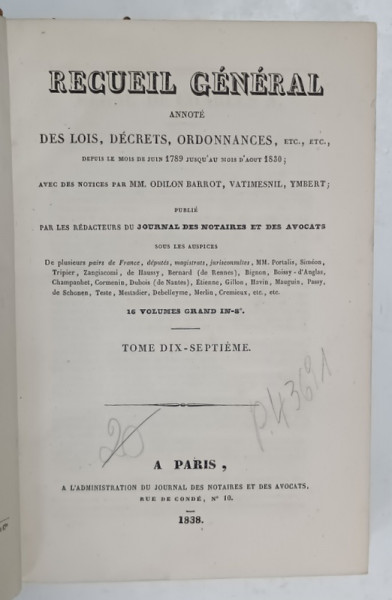 RECUEIL GÉNÉRAL
ANNOTÉ
DES LOIS, DÉCRETS, ORDONNANCES, ETC., ETC.,
DEPUIS LE MOIS DE JUIN 1789 JUSQU'AU MOIS D'AOUT 1830;
AVEC DES NOTICES PAR MM. ODILON BARROT, VATIMESNIL, YMBERT;
PUBLIÉ
PAR LES RÉDACTEURS DU JOURNAL DES NOTAIRES ET DES AVOCATS
SOUS LES AUSPICES
De plusieurs pairs de France, députés, magistrats, jurisconsultes, MM. Portalis, Siméon,
Tripier, Zangiacomi, de Haussy, Bernard (de Rennes), Bignon, Boissy-d'Anglas,
Champanhet, Cormenin, Dubois (de Nantes), Étienne, Gillon, Havin, Mauguin, Passy,
de Schonen, Teste, Mestadier, Debelleyme, Merlin, Cremieux, etc., etc.
16 VOLUMES GRAND IN-8°.
TOME DIX-SEPTIÈME.
20
P.43691
A PARIS,
A L'ADMINISTRATION DU JOURNAL DES NOTAIRES ET DES AVOCATS,
RUE DE CONDÉ, N° 10.
1838.